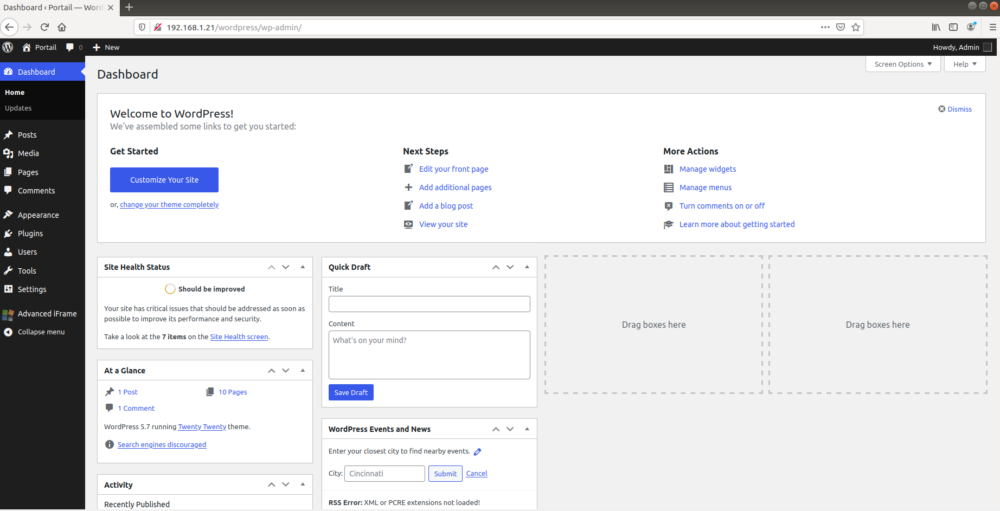 Dashboard ‹ Portail — Word
192.168.1.21/wordpress/wp-admin/
Portail 0 New Howdy, Admin
Dashboard
Home
Updates
Posts
Media
Pages
Comments
Appearance
Plugins
Users
Tools
Settings
Advanced iFrame
Collapse menu
Screen Options Help
Dashboard
Dismiss
Welcome to WordPress!
We've assembled some links to get you started:
Get Started
Customize Your Site
or, change your theme completely
Next Steps
Edit your front page
Add additional pages
Add a blog post
View your site
More Actions
Manage widgets
Manage menus
Turn comments on or off
Learn more about getting started
Site Health Status
Should be improved
Your site has critical issues that should be addressed as soon as
possible to improve its performance and security.
Take a look at the 7 items on the Site Health screen.
At a Glance
1 Post 10 Pages
1 Comment
WordPress 5.7 running Twenty Twenty theme.
Search engines discouraged
Activity
Recently Published
Quick Draft
Title
Content
What's on your mind?
Save Draft
WordPress Events and News
Enter your closest city to find nearby events.
City: Cincinnati Submit Cancel
RSS Error: XML or PCRE extensions not loaded!
Drag boxes here
Drag boxes here